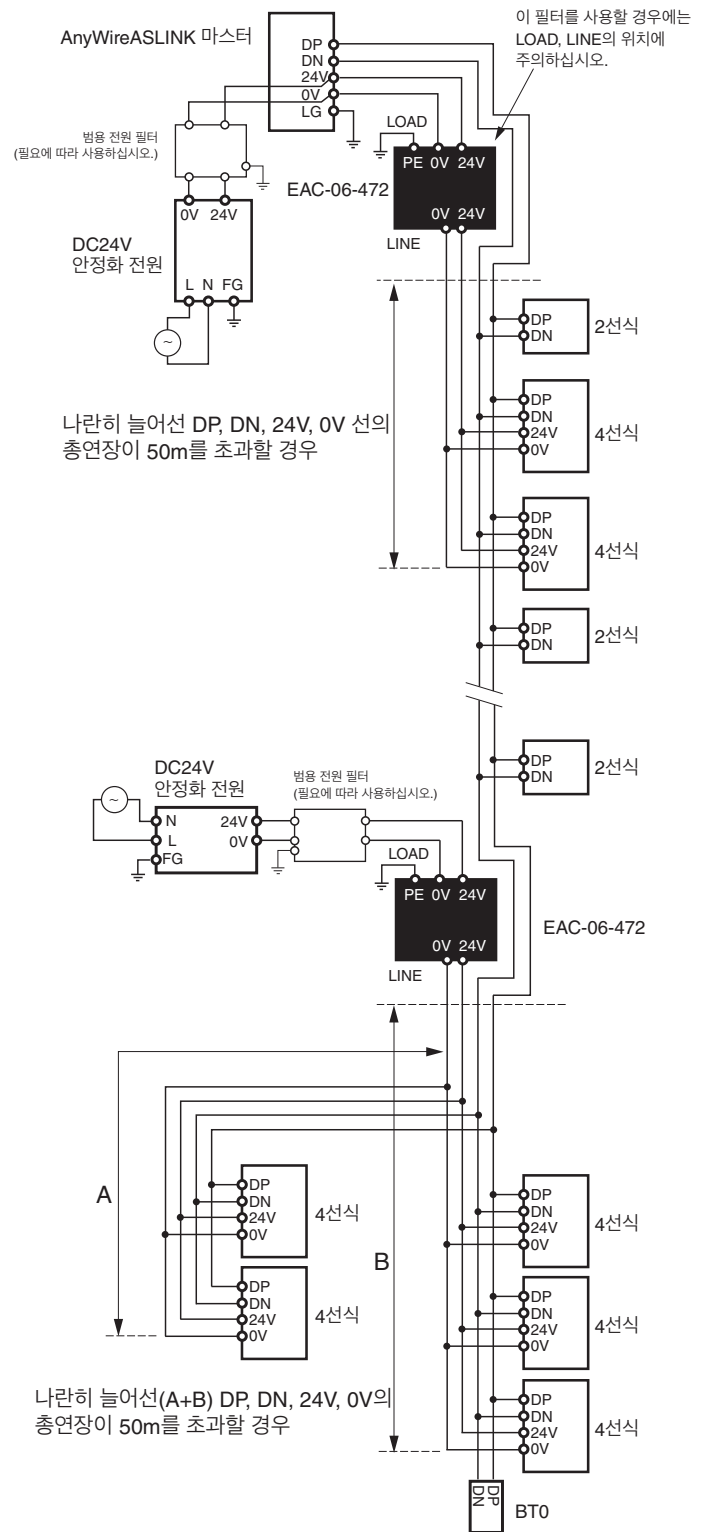 이 필터를 사용할 경우에는
LOAD, LINE의 위치에
주의하십시오.
AnyWireASLINK 마스터
DP
DN
24V
0V
LG
범용 전원 필터
(필요에 따라 사용하십시오.)
LOAD
PE 0V 24V
EAC-06-472
0V 24V
LINE
0V 24V
DC24V
안정화 전원
L N FG
~
DP
DN
2선식
나란히 늘어선 DP, DN, 24V, 0V 선의
총연장이 50m를 초과할 경우
DP
DN
24V
0V
4선식
DP
DN
24V
0V
4선식
DP
DN
2선식
DP
DN
2선식
DC24V
안정화 전원
범용 전원 필터
(필요에 따라 사용하십시오.)
~
N
L
FG
24V
0V
LOAD
PE 0V 24V
EAC-06-472
0V 24V
LINE
A
DP
DN
24V
0V
4선식
DP
DN
24V
0V
4선식
B
DP
DN
24V
0V
4선식
DP
DN
24V
0V
4선식
DP
DN
24V
0V
4선식
나란히 늘어선(A+B) DP, DN, 24V, 0V의
총연장이 50m를 초과할 경우
DN
DP
BT0